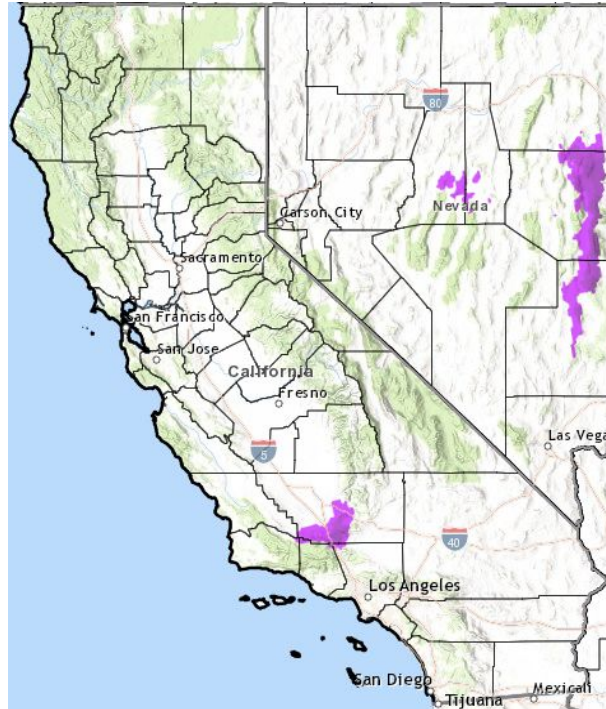 80
Nevada
Carson City
Sacramento
San Francisco
San Jose
California
Fresno
5
Las Vega
40
Los Angeles
San Diego
Tijuana
Mexicali